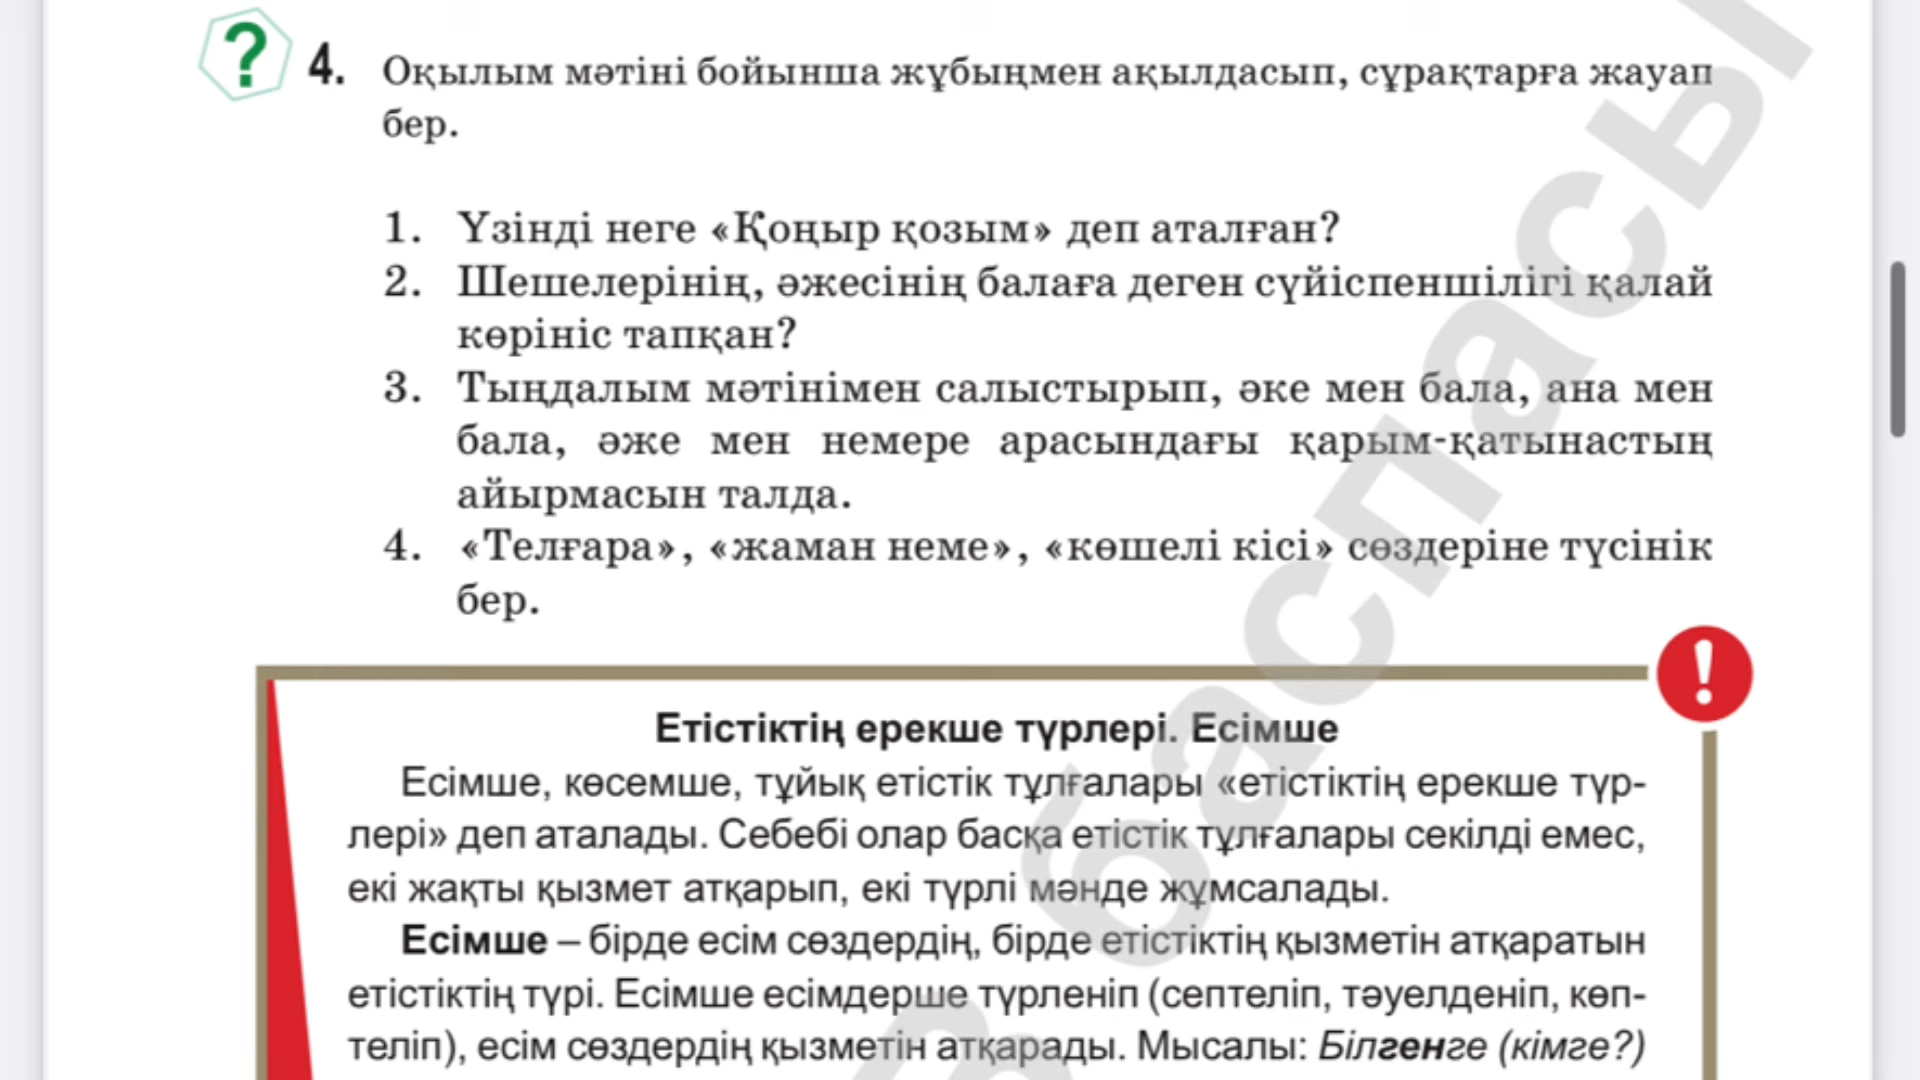 ?
4. Оқылым мәтіні бойынша жұбыңмен ақылдасып, сұрақтарға жауап
бер.
1. Үзінді неге «Қоңыр қозым» деп аталған?
2. Шешелерінің, әжесінің балаға деген сүйіспеншілігі қалай
көрініс тапқан?
3. Тыңдалым мәтінімен салыстырып, әке мен бала, ана мен
бала, әже мен немере арасындағы қарым-қатынастың
айырмасын талда.
4. «Телғара», «жаман неме», «көшелі кісі» сөздеріне түсінік
бер.
!
Етістіктің ерекше түрлері. Есімше
Есімше, көсемше, тұйық етістік тұлғалары «етістіктің ерекше түр-
лері» деп аталады. Себебі олар басқа етістік тұлғалары секілді емес,
екі жақты қызмет атқарып, екі түрлі мәнде жұмсалады.
Есімше – бірде есім сөздердің, бірде етістіктің қызметін атқаратын
етістіктің түрі. Есімше есімдерше түрленіп (септеліп, тәуелденіп, көп-
теліп), есім сөздердің қызметін атқарады. Мысалы: Білгенге (кімге?)
баспасы